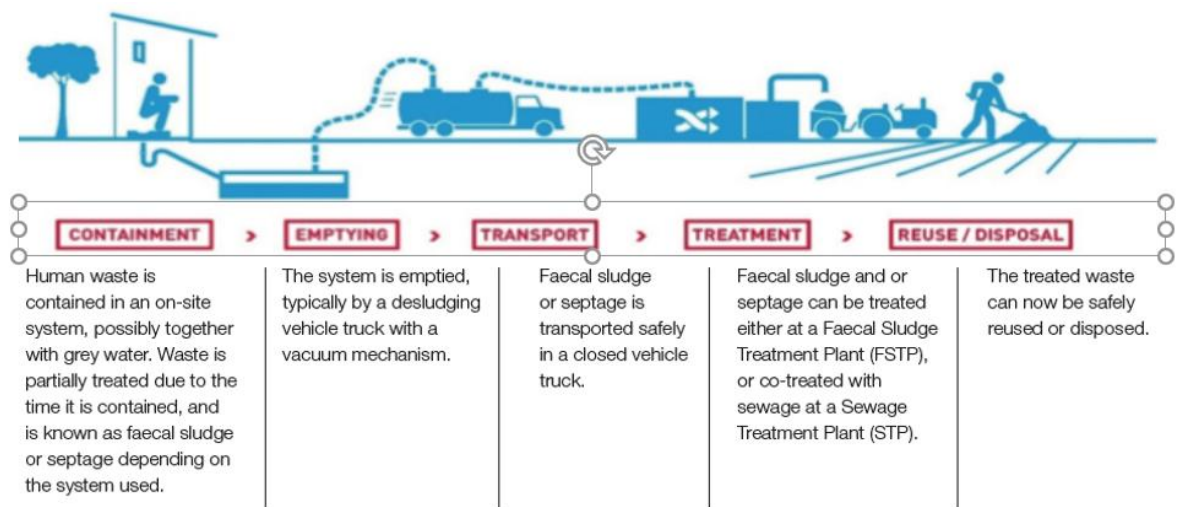 CONTAINMENT > EMPTYING > TRANSPORT > TREATMENT > REUSE / DISPOSAL
Human waste is
contained in an on-site
system, possibly together
with grey water. Waste is
partially treated due to the
time it is contained, and
is known as faecal sludge
or septage depending on
the system used.
The system is emptied,
typically by a desludging
vehicle truck with a
vacuum mechanism.
Faecal sludge
or septage is
transported safely
in a closed vehicle
truck.
Faecal sludge and or
septage can be treated
either at a Faecal Sludge
Treatment Plant (FSTP),
or co-treated with
sewage at a Sewage
Treatment Plant (STP).
The treated waste
can now be safely
reused or disposed.